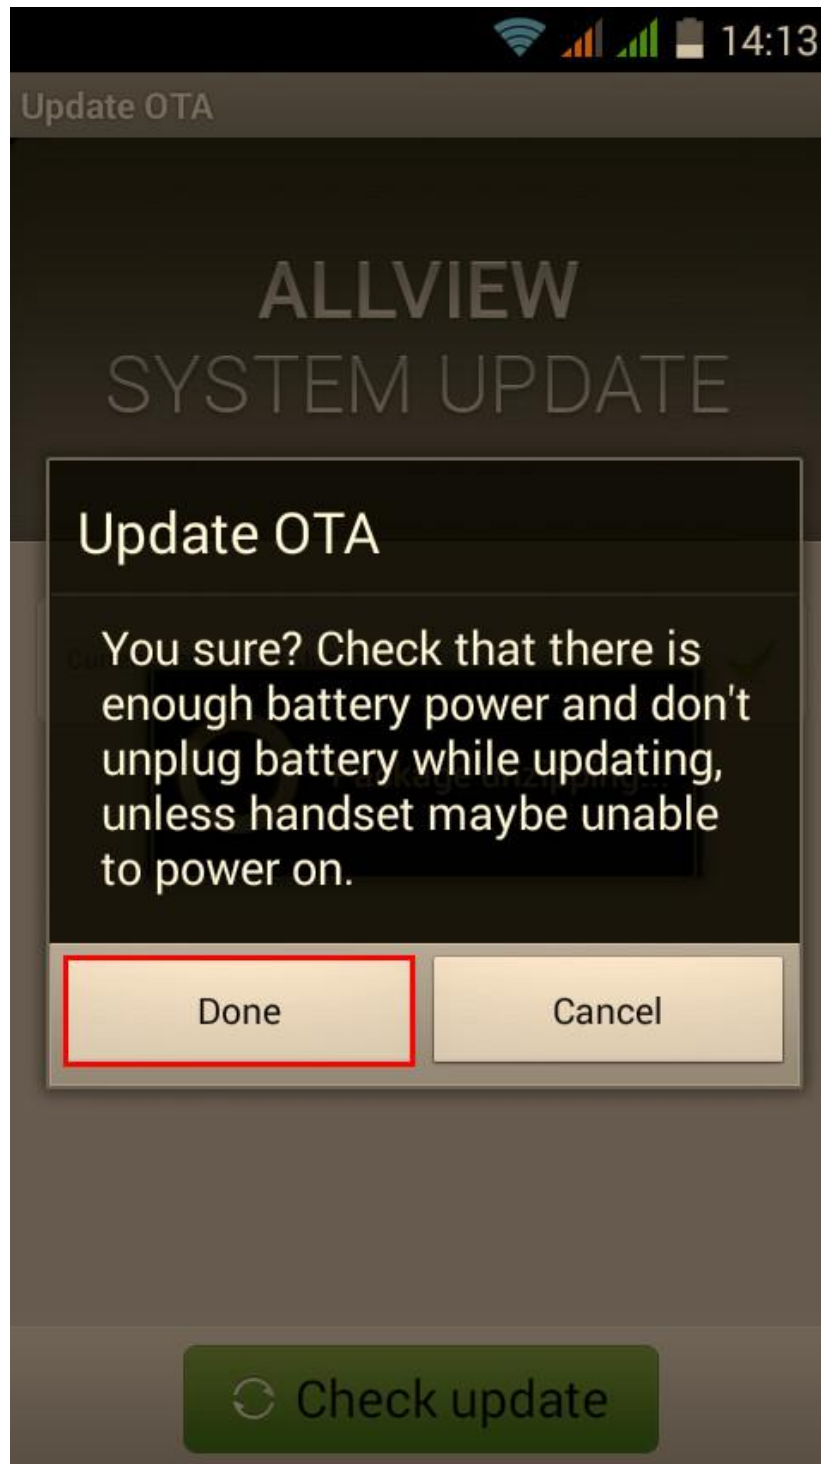 14:13
Update OTA
ALLVIEW
SYSTEM UPDATE
Update OTA
You sure? Check that there is
enough battery power and don't
unplug battery while updating,
unless handset maybe unable
to power on.
Done
Cancel
Check update